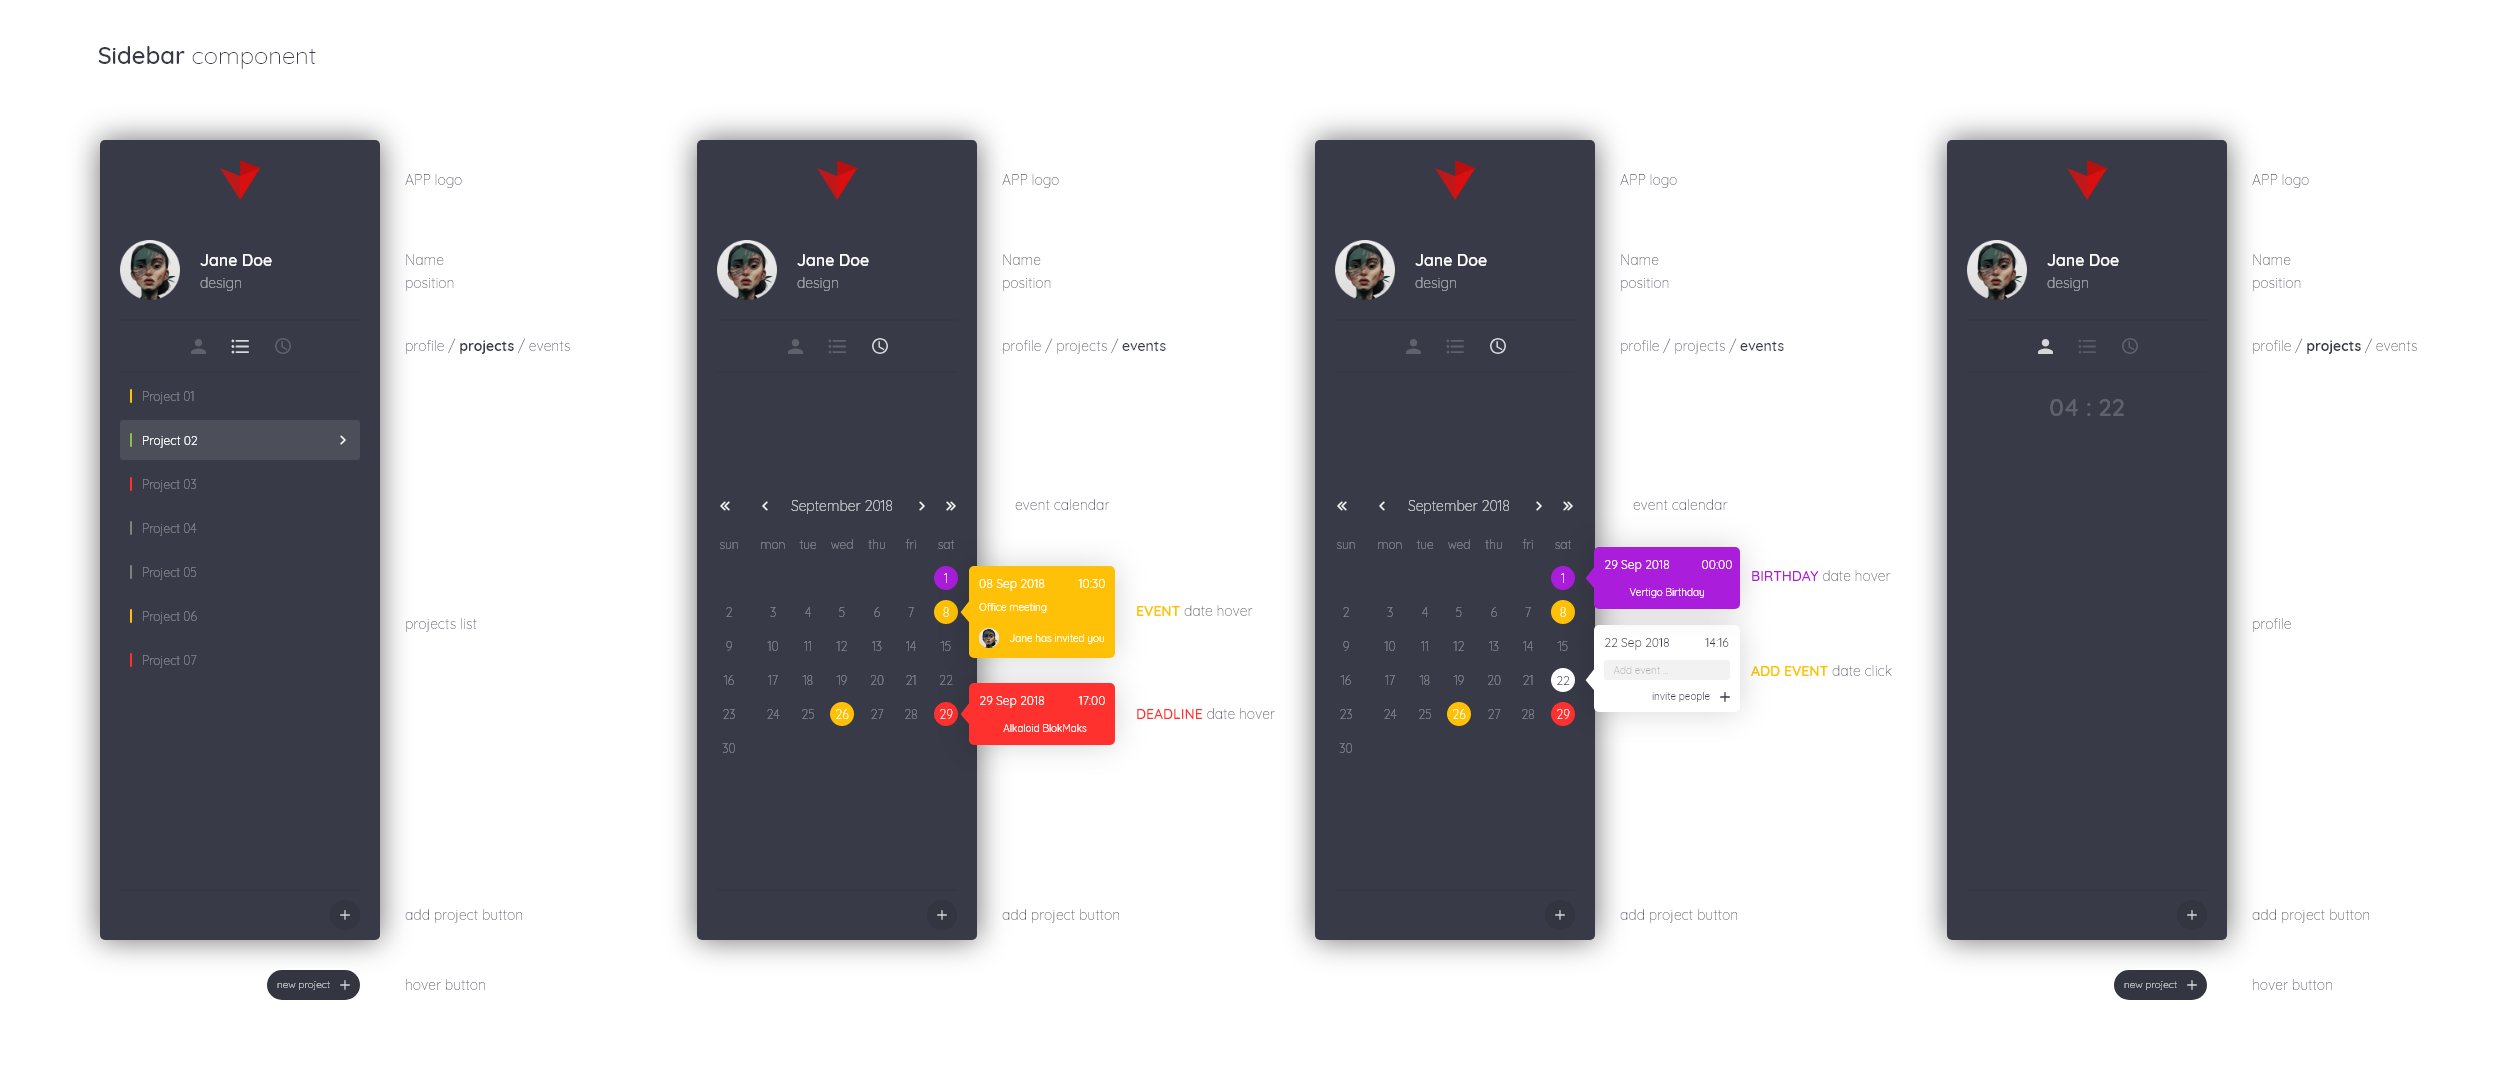 Sidebar component
APP logo
Jane Doe
design
Name
position
profile / projects / events
Project 01
Project 02
Project 03
Project 04
Project 05
Project 06
Project 07
projects list
add project button
new project
hover button
APP logo
Jane Doe
design
Name
position
profile / projects / events
September 2018
event calendar
sun mon tue wed thu fri sat
1
2 3 4 5 6 7 8
9 10 11 12 13 14 15
16 17 18 19 20 21 22
23 24 25 26 27 28 29
30
08 Sep 2018 10:30
Office meeting
Jane has invited you
EVENT date hover
29 Sep 2018 17:00
Alkaloid BlokMaks
DEADLINE date hover
add project button
APP logo
Jane Doe
design
Name
position
profile / projects / events
September 2018
event calendar
sun mon tue wed thu fri sat
1
2 3 4 5 6 7 8
9 10 11 12 13 14 15
16 17 18 19 20 21 22
23 24 25 26 27 28 29
30
29 Sep 2018 00:00
Vertigo Birthday
BIRTHDAY date hover
22 Sep 2018 14:16
Add event ...
invite people
ADD EVENT date click
add project button
APP logo
Jane Doe
design
Name
position
profile / projects / events
04 : 22
profile
add project button
new project
hover button